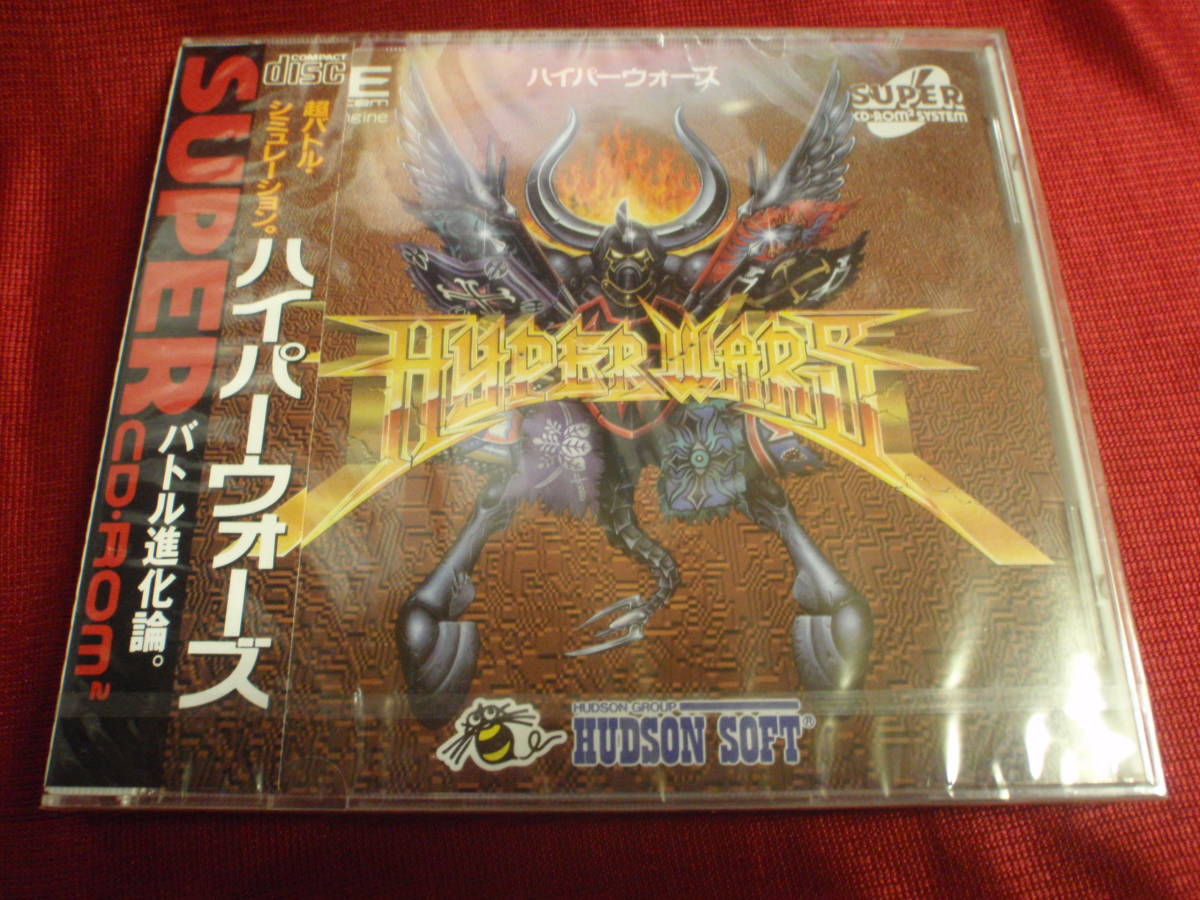 COMPACT
disc
SUPER CD-ROM²
超バトル・
シミュレーション。
ハイパーウォーズ
バトル進化論。
E
ngine
ハイパーウォーズ
SUPER
CD-ROM² SYSTEM
HYPER WARS
HUDSON GROUP
HUDSON SOFT®